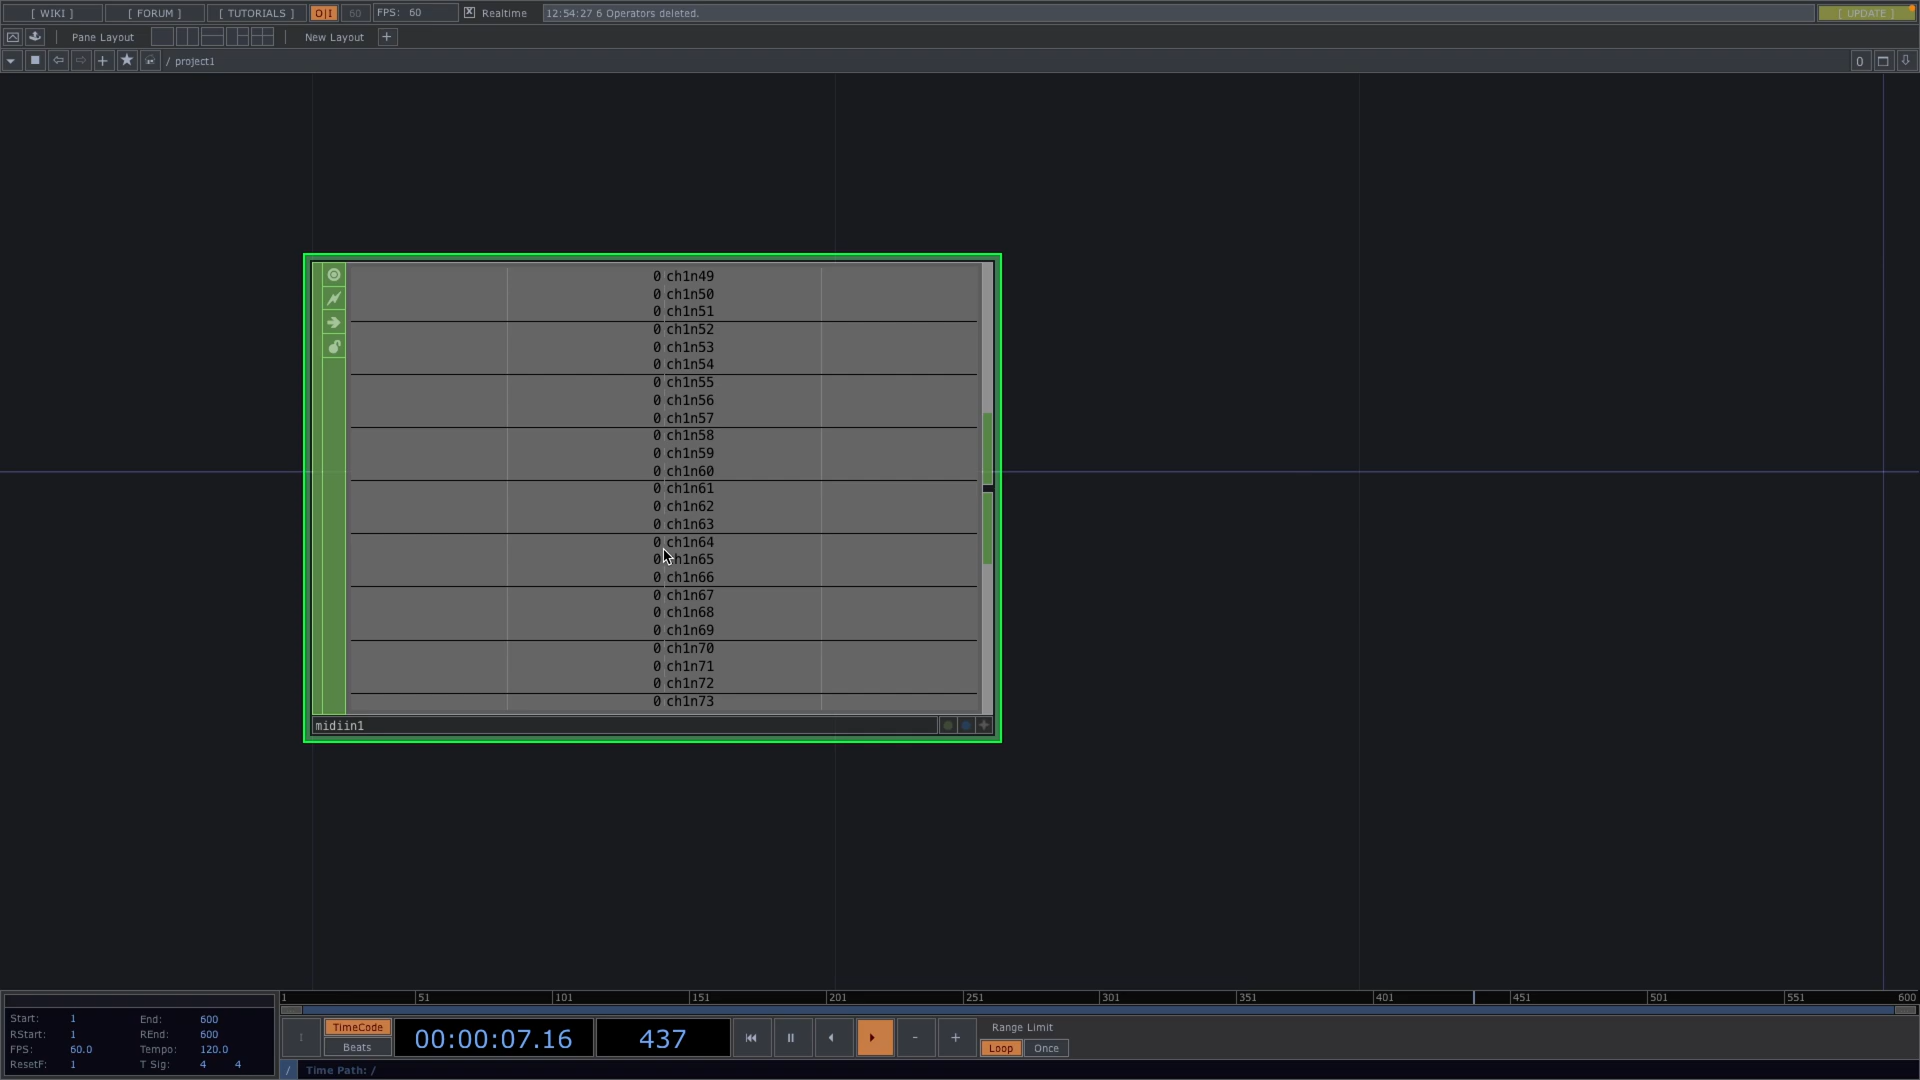 [ WIKI ] [ FORUM ] [ TUTORIALS ] O|I 60 FPS: 60 Realtime 12:54:27 6 Operators deleted. [ UPDATE ]
Pane Layout New Layout +
/ project1 0
0 ch1n49
0 ch1n50
0 ch1n51
0 ch1n52
0 ch1n53
0 ch1n54
0 ch1n55
0 ch1n56
0 ch1n57
0 ch1n58
0 ch1n59
0 ch1n60
0 ch1n61
0 ch1n62
0 ch1n63
0 ch1n64
0 ch1n65
0 ch1n66
0 ch1n67
0 ch1n68
0 ch1n69
0 ch1n70
0 ch1n71
0 ch1n72
0 ch1n73
midiin1
1 51 101 151 201 251 301 351 401 451 501 551 600
Start: 1 End: 600
RStart: 1 REnd: 600
FPS: 60.0 Tempo: 120.0
ResetF: 1 T Sig: 4 4
1 TimeCode 00:00:07.16 437 - + Range Limit
Beats Loop Once
/ Time Path: /